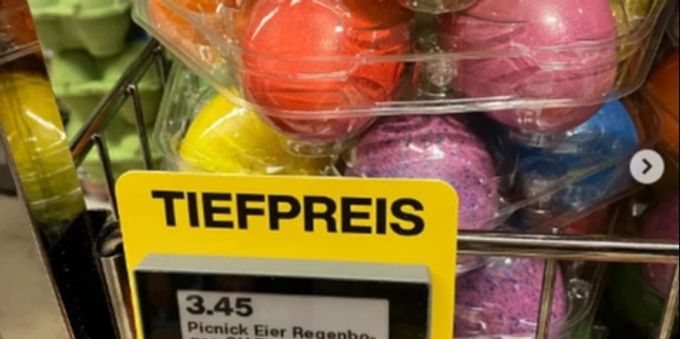 TIEFPREIS
3.45
Picnick Eier Regenbo-